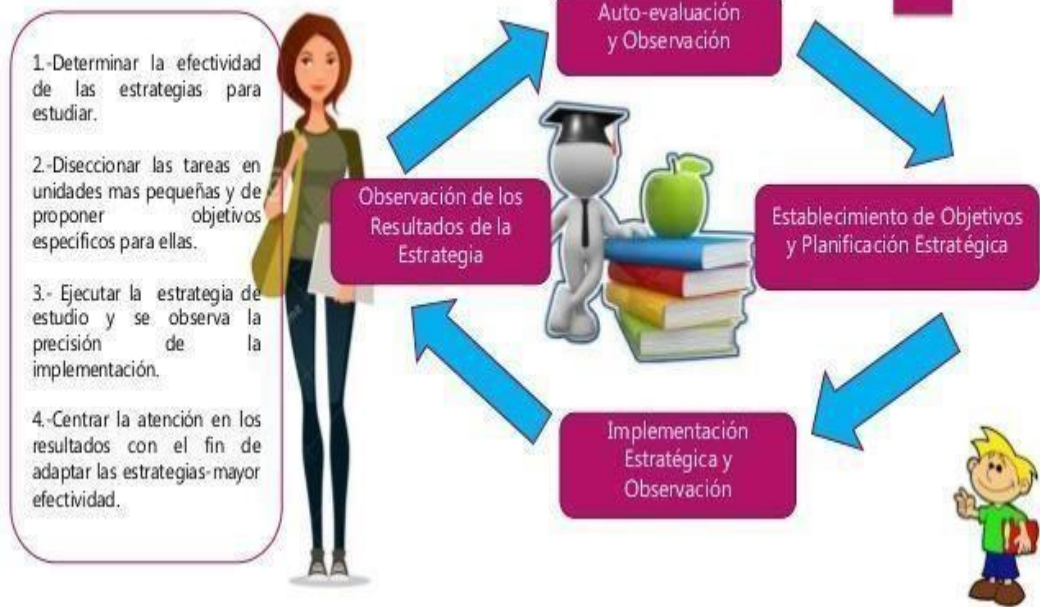 1.-Determinar la efectividad
de las estrategias para
estudiar.
2.-Diseccionar las tareas en
unidades mas pequeñas y de
proponer objetivos
especificos para ellas.
3.- Ejecutar la estrategia de
estudio y se observa la
precisión de la
implementación.
4.-Centrar la atención en los
resultados con el fin de
adaptar las estrategias-mayor
efectividad.
Auto-evaluación
y Observación
Observación de los
Resultados de la
Estrategia
Establecimiento de Objetivos
y Planificación Estratégica
Implementación
Estratégica y
Observación